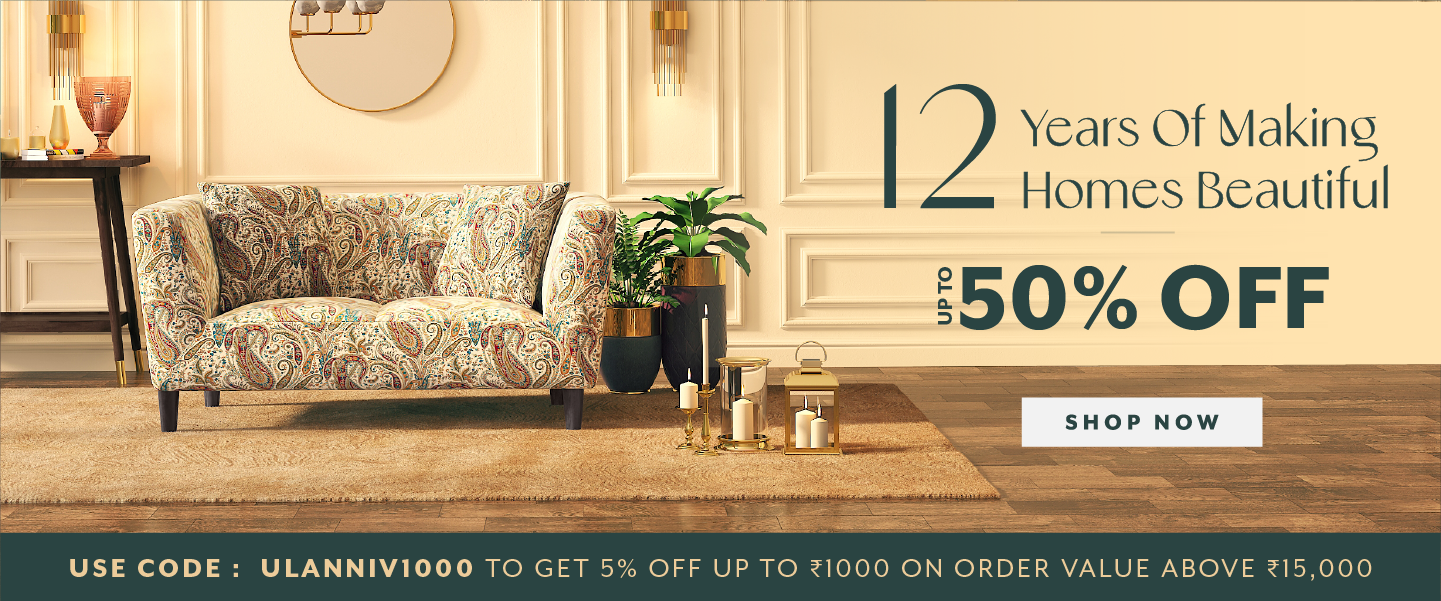 12 Years Of Making
Homes Beautiful
UP TO 50% OFF
SHOP NOW
USE CODE : ULANNIV1000 TO GET 5% OFF UP TO ₹1000 ON ORDER VALUE ABOVE ₹15,000